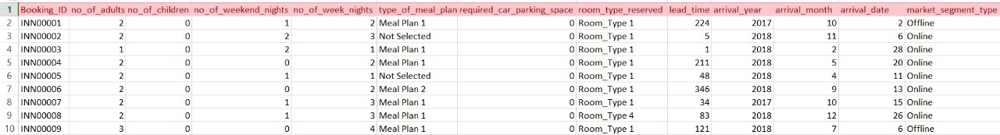 1 Booking_ID no_of_adults no_of_children no_of_weekend_nights no_of_week_nights type_of_meal_plan required_car_parking_space room_type_reserved lead_time arrival_year arrival_month arrival_date market_segment_type
2 INN00001 2 0 1 2 Meal Plan 1 0 Room_Type 1 224 2017 10 2 Offline
3 INN00002 2 0 2 3 Not Selected 0 Room_Type 1 5 2018 11 6 Online
4 INN00003 1 0 2 1 Meal Plan 1 0 Room_Type 1 1 2018 2 28 Online
5 INN00004 2 0 0 2 Meal Plan 1 0 Room_Type 1 211 2018 5 20 Online
6 INN00005 2 0 1 1 Not Selected 0 Room_Type 1 48 2018 4 11 Online
7 INN00006 2 0 0 2 Meal Plan 2 0 Room_Type 1 346 2018 9 13 Online
8 INN00007 2 0 1 3 Meal Plan 1 0 Room_Type 1 34 2017 10 15 Online
9 INN00008 2 0 1 3 Meal Plan 1 0 Room_Type 4 83 2018 12 26 Online
10 INN00009 3 0 0 4 Meal Plan 1 0 Room_Type 1 121 2018 7 6 Offline